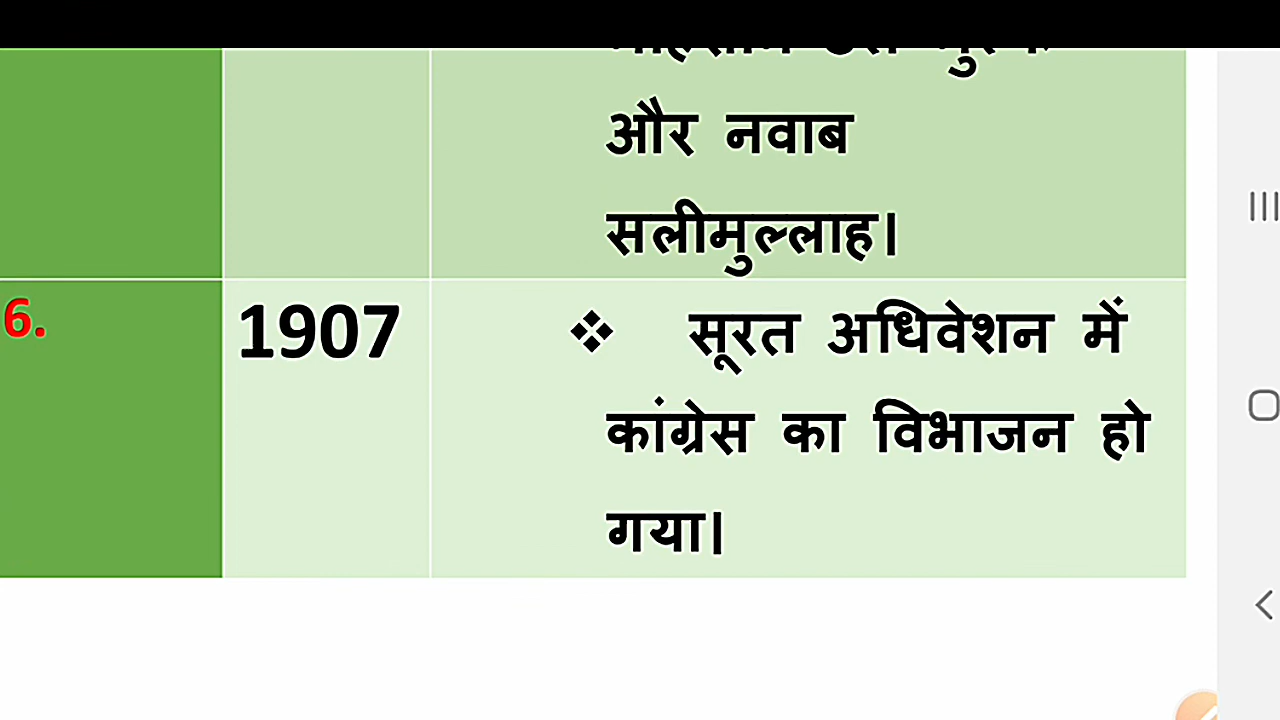 और नवाब
सलीमुल्लाह।
6. 1907 ❖ सूरत अधिवेशन में
कांग्रेस का विभाजन हो
गया।